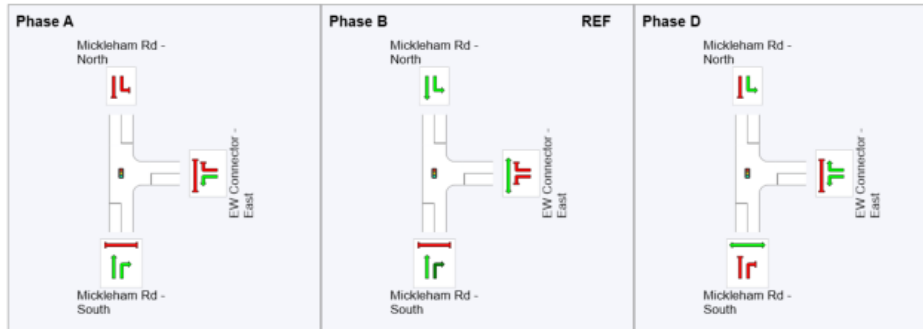 Phase A
Mickleham Rd -
North
EW Connector -
East
Mickleham Rd -
South
Phase B
REF
Mickleham Rd -
North
EW Connector -
East
Mickleham Rd -
South
Phase D
Mickleham Rd -
North
EW Connector -
East
Mickleham Rd -
South